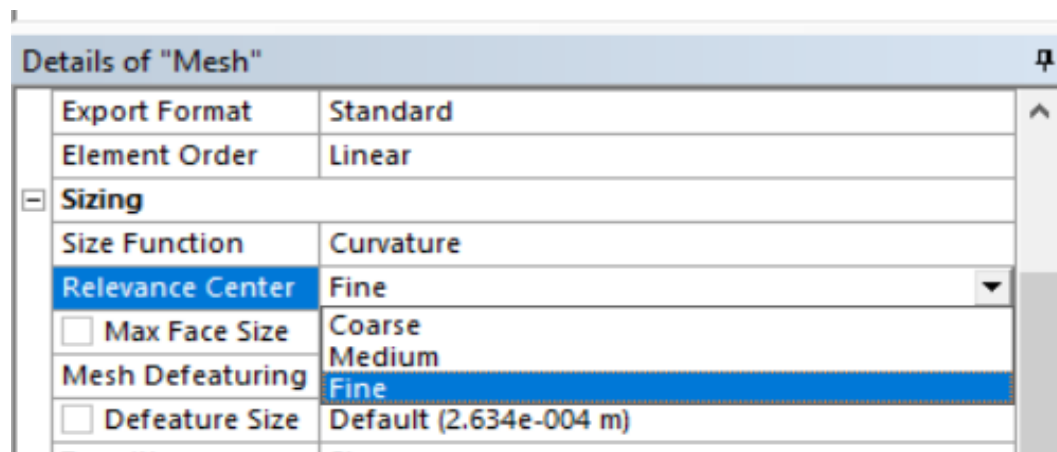 Details of "Mesh"
Export Format Standard
Element Order Linear
Sizing
Size Function Curvature
Relevance Center Fine
Max Face Size Coarse
Medium
Mesh Defeaturing Fine
Defeature Size Default (2.634e-004 m)